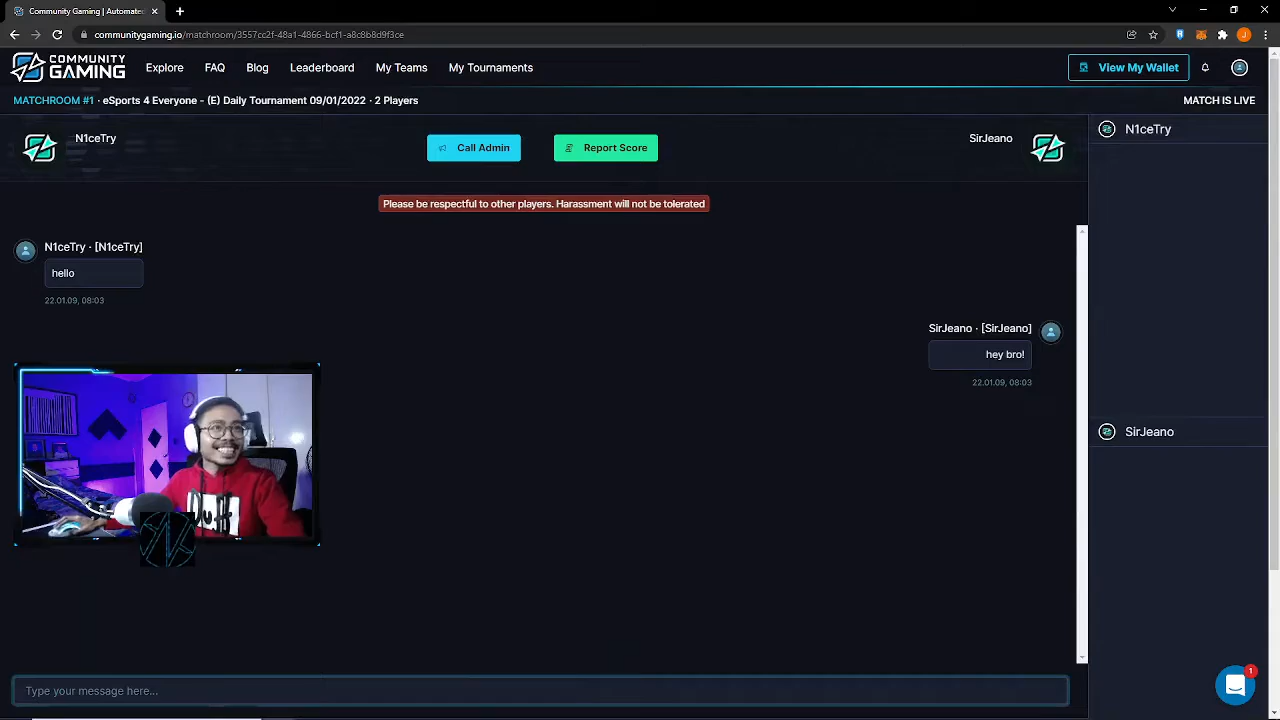 Community Gaming | Automate
communitygaming.io/matchroom/3557cc2f-48a1-4866-bcf1-a8c8b8d9f3ce
J
COMMUNITY
GAMING
Explore
FAQ
Blog
Leaderboard
My Teams
My Tournaments
View My Wallet
MATCHROOM #1 · eSports 4 Everyone - (E) Daily Tournament 09/01/2022 - 2 Players
MATCH IS LIVE
N1ceTry
Call Admin
Report Score
SirJeano
N1ceTry
Please be respectful to other players. Harassment will not be tolerated
N1ceTry · [N1ceTry]
hello
22.01.09, 08:03
SirJeano · [SirJeano]
hey bro!
22.01.09, 08:03
SirJeano
Type your message here...
1